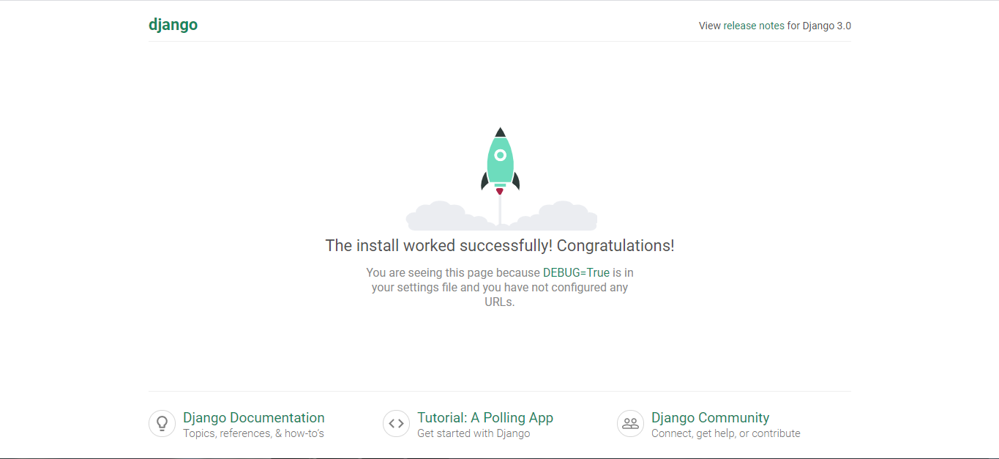 django
View release notes for Django 3.0
The install worked successfully! Congratulations!
You are seeing this page because DEBUG=True is in
your settings file and you have not configured any
URLs.
Django Documentation
Topics, references, & how-to's
Tutorial: A Polling App
Get started with Django
Django Community
Connect, get help, or contribute